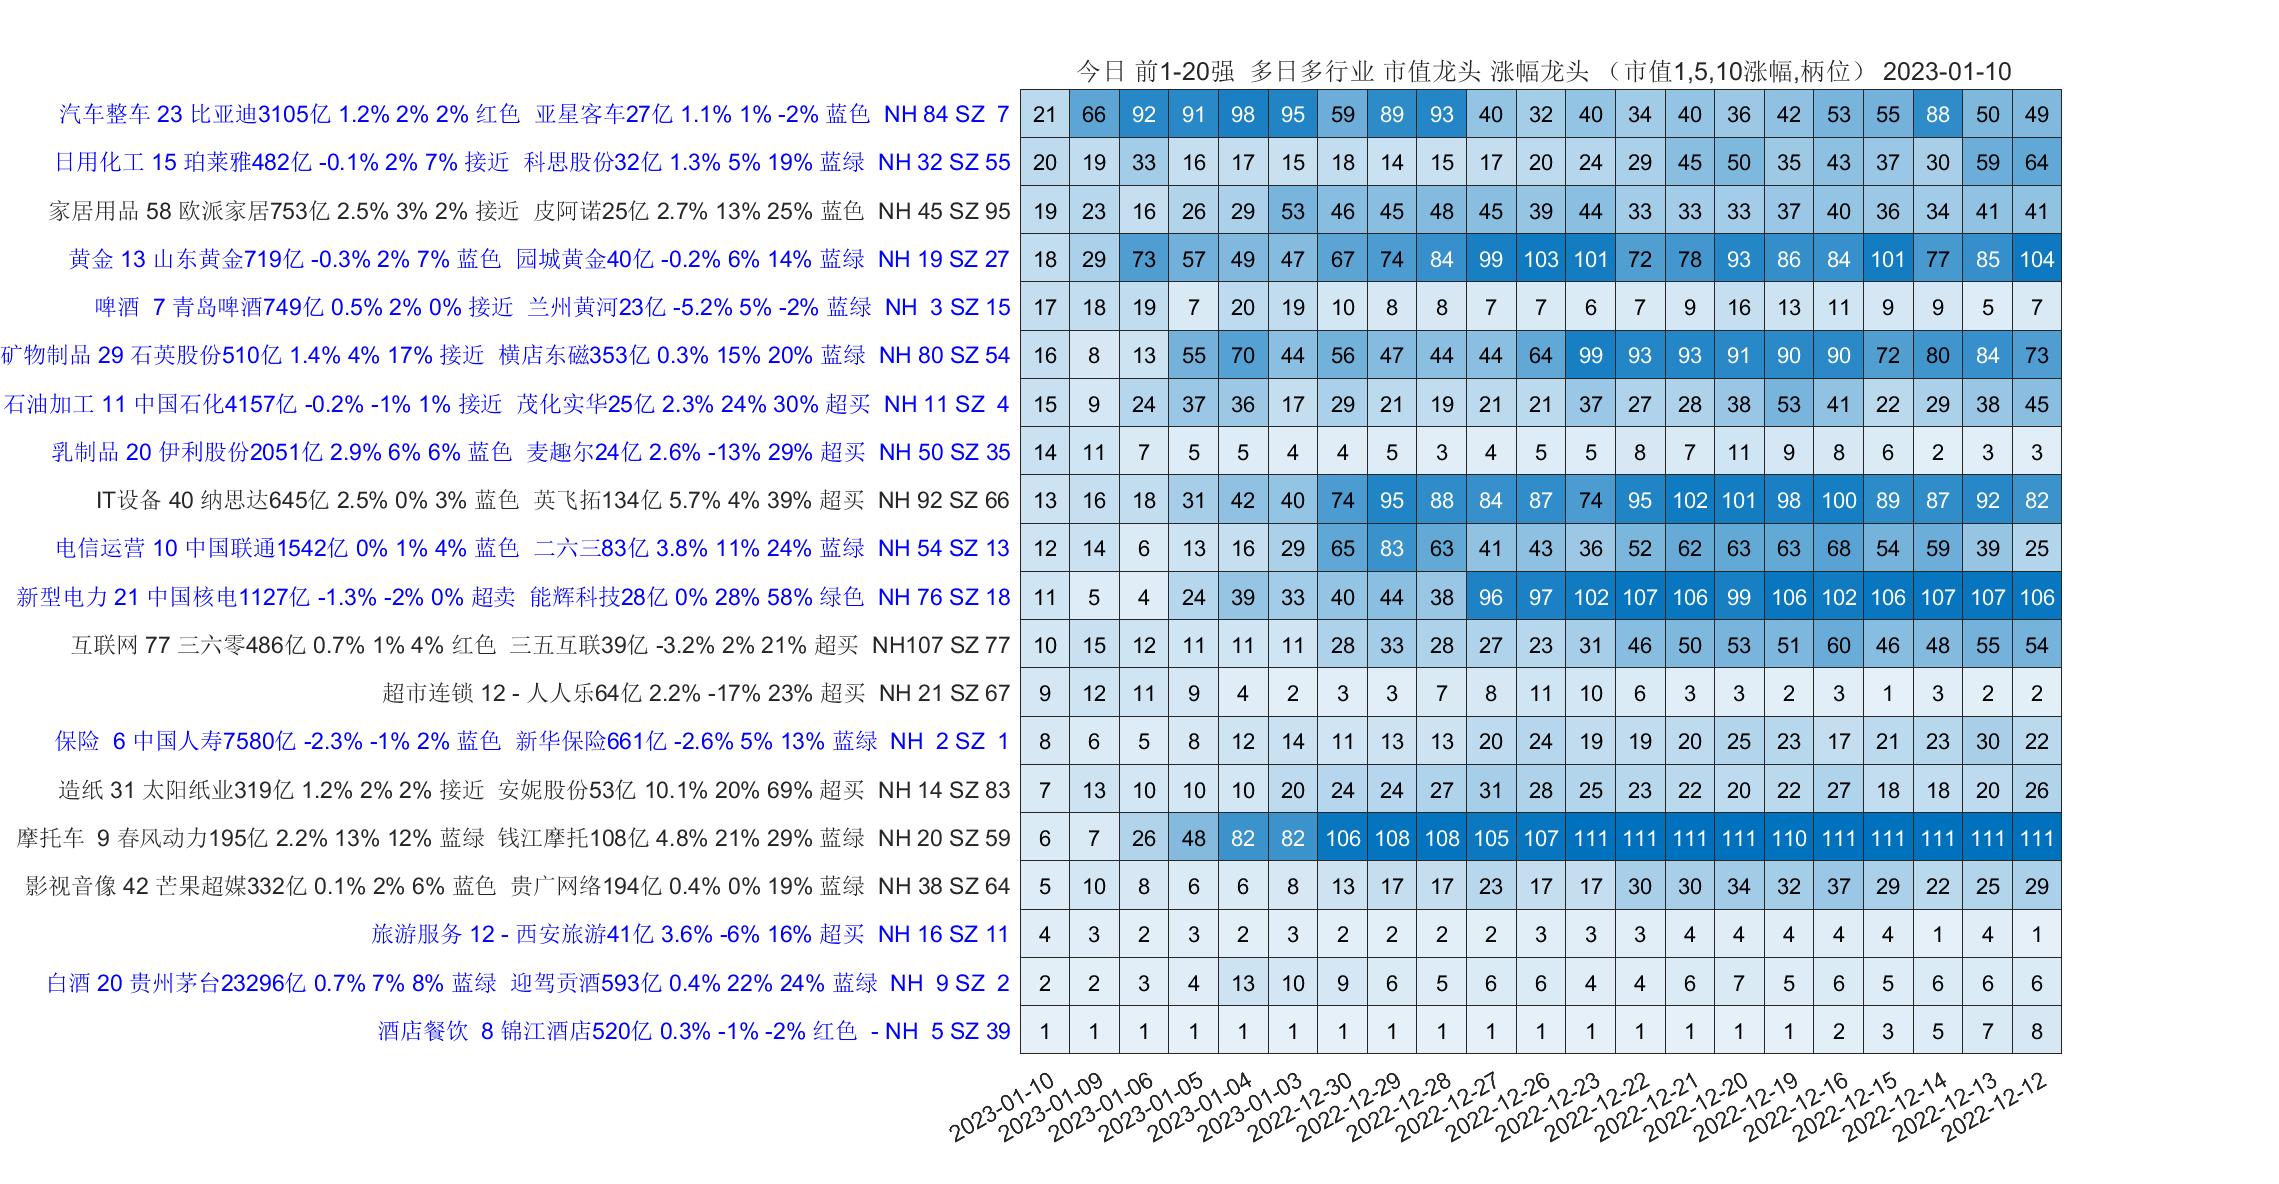 今日 前1-20强 多日多行业 市值龙头 涨幅龙头 （市值1,5,10涨幅,柄位） 2023-01-10
汽车整车 23 比亚迪3105亿 1.2% 2% 2% 红色 亚星客车27亿 1.1% 1% -2% 蓝色 NH 84 SZ 7 21 66 92 91 98 95 59 89 93 40 32 40 34 40 36 42 53 55 88 50 49
日用化工 15 珀莱雅482亿 -0.1% 2% 7% 接近 科思股份32亿 1.3% 5% 19% 蓝绿 NH 32 SZ 55 20 19 33 16 17 15 18 14 15 17 20 24 29 45 50 35 43 37 30 59 64
家居用品 58 欧派家居753亿 2.5% 3% 2% 接近 皮阿诺25亿 2.7% 13% 25% 蓝色 NH 45 SZ 95 19 23 16 26 29 53 46 45 48 45 39 44 33 33 33 37 40 36 34 41 41
黄金 13 山东黄金719亿 -0.3% 2% 7% 蓝色 园城黄金40亿 -0.2% 6% 14% 蓝绿 NH 19 SZ 27 18 29 73 57 49 47 67 74 84 99 103 101 72 78 93 86 84 101 77 85 104
啤酒 7 青岛啤酒749亿 0.5% 2% 0% 接近 兰州黄河23亿 -5.2% 5% -2% 蓝绿 NH 3 SZ 15 17 18 19 7 20 19 10 8 8 7 7 6 7 9 16 13 11 9 9 5 7
矿物制品 29 石英股份510亿 1.4% 4% 17% 接近 横店东磁353亿 0.3% 15% 20% 蓝绿 NH 80 SZ 54 16 8 13 55 70 44 56 47 44 44 64 99 93 93 91 90 90 72 80 84 73
石油加工 11 中国石化4157亿 -0.2% -1% 1% 接近 茂化实华25亿 2.3% 24% 30% 超买 NH 11 SZ 4 15 9 24 37 36 17 29 21 19 21 21 37 27 28 38 53 41 22 29 38 45
乳制品 20 伊利股份2051亿 2.9% 6% 6% 蓝色 麦趣尔24亿 2.6% -13% 29% 超买 NH 50 SZ 35 14 11 7 5 5 4 4 5 3 4 5 5 8 7 11 9 8 6 2 3 3
IT设备 40 纳思达645亿 2.5% 0% 3% 蓝色 英飞拓134亿 5.7% 4% 39% 超买 NH 92 SZ 66 13 16 18 31 42 40 74 95 88 84 87 74 95 102 101 98 100 89 87 92 82
电信运营 10 中国联通1542亿 0% 1% 4% 蓝色 二六三83亿 3.8% 11% 24% 蓝绿 NH 54 SZ 13 12 14 6 13 16 29 65 83 63 41 43 36 52 62 63 63 68 54 59 39 25
新型电力 21 中国核电1127亿 -1.3% -2% 0% 超卖 能辉科技28亿 0% 28% 58% 绿色 NH 76 SZ 18 11 5 4 24 39 33 40 44 38 96 97 102 107 106 99 106 102 106 107 107 106
互联网 77 三六零486亿 0.7% 1% 4% 红色 三五互联39亿 -3.2% 2% 21% 超买 NH107 SZ 77 10 15 12 11 11 11 28 33 28 27 23 31 46 50 53 51 60 46 48 55 54
超市连锁 12 - 人人乐64亿 2.2% -17% 23% 超买 NH 21 SZ 67 9 12 11 9 4 2 3 3 7 8 11 10 6 3 3 2 3 1 3 2 2
保险 6 中国人寿7580亿 -2.3% -1% 2% 蓝色 新华保险661亿 -2.6% 5% 13% 蓝绿 NH 2 SZ 1 8 6 5 8 12 14 11 13 13 20 24 19 19 20 25 23 17 21 23 30 22
造纸 31 太阳纸业319亿 1.2% 2% 2% 接近 安妮股份53亿 10.1% 20% 69% 超买 NH 14 SZ 83 7 13 10 10 10 20 24 24 27 31 28 25 23 22 20 22 27 18 18 20 26
摩托车 9 春风动力195亿 2.2% 13% 12% 蓝绿 钱江摩托108亿 4.8% 21% 29% 蓝绿 NH 20 SZ 59 6 7 26 48 82 82 106 108 108 105 107 111 111 111 111 110 111 111 111 111 111
影视音像 42 芒果超媒332亿 0.1% 2% 6% 蓝色 贵广网络194亿 0.4% 0% 19% 蓝绿 NH 38 SZ 64 5 10 8 6 6 8 13 17 17 23 17 17 30 30 34 32 37 29 22 25 29
旅游服务 12 - 西安旅游41亿 3.6% -6% 16% 超买 NH 16 SZ 11 4 3 2 3 2 3 2 2 2 2 3 3 3 4 4 4 4 4 1 4 1
白酒 20 贵州茅台23296亿 0.7% 7% 8% 蓝绿 迎驾贡酒593亿 0.4% 22% 24% 蓝绿 NH 9 SZ 2 2 2 3 4 13 10 9 6 5 6 6 4 4 6 7 5 6 5 6 6 6
酒店餐饮 8 锦江酒店520亿 0.3% -1% -2% 红色 - NH 5 SZ 39 1 1 1 1 1 1 1 1 1 1 1 1 1 1 1 1 2 3 5 7 8
2023-01-10 2023-01-09 2023-01-06 2023-01-05 2023-01-04 2023-01-03 2022-12-30 2022-12-29 2022-12-28 2022-12-27 2022-12-26 2022-12-23 2022-12-22 2022-12-21 2022-12-20 2022-12-19 2022-12-16 2022-12-15 2022-12-14 2022-12-13 2022-12-12